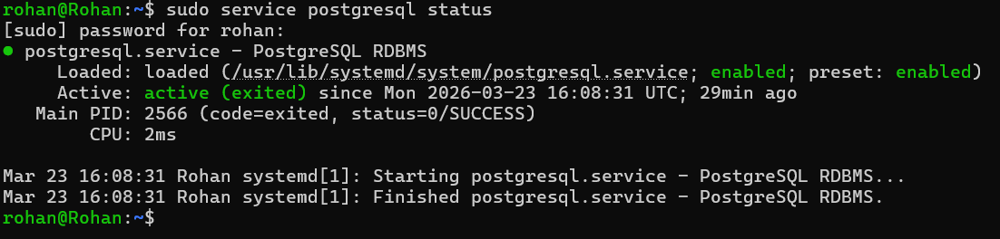 rohan@Rohan:~$ sudo service postgresql status
[sudo] password for rohan:
● postgresql.service - PostgreSQL RDBMS
     Loaded: loaded (/usr/lib/systemd/system/postgresql.service; enabled; preset: enabled)
     Active: active (exited) since Mon 2026-03-23 16:08:31 UTC; 29min ago
   Main PID: 2566 (code=exited, status=0/SUCCESS)
        CPU: 2ms

Mar 23 16:08:31 Rohan systemd[1]: Starting postgresql.service - PostgreSQL RDBMS...
Mar 23 16:08:31 Rohan systemd[1]: Finished postgresql.service - PostgreSQL RDBMS.
rohan@Rohan:~$